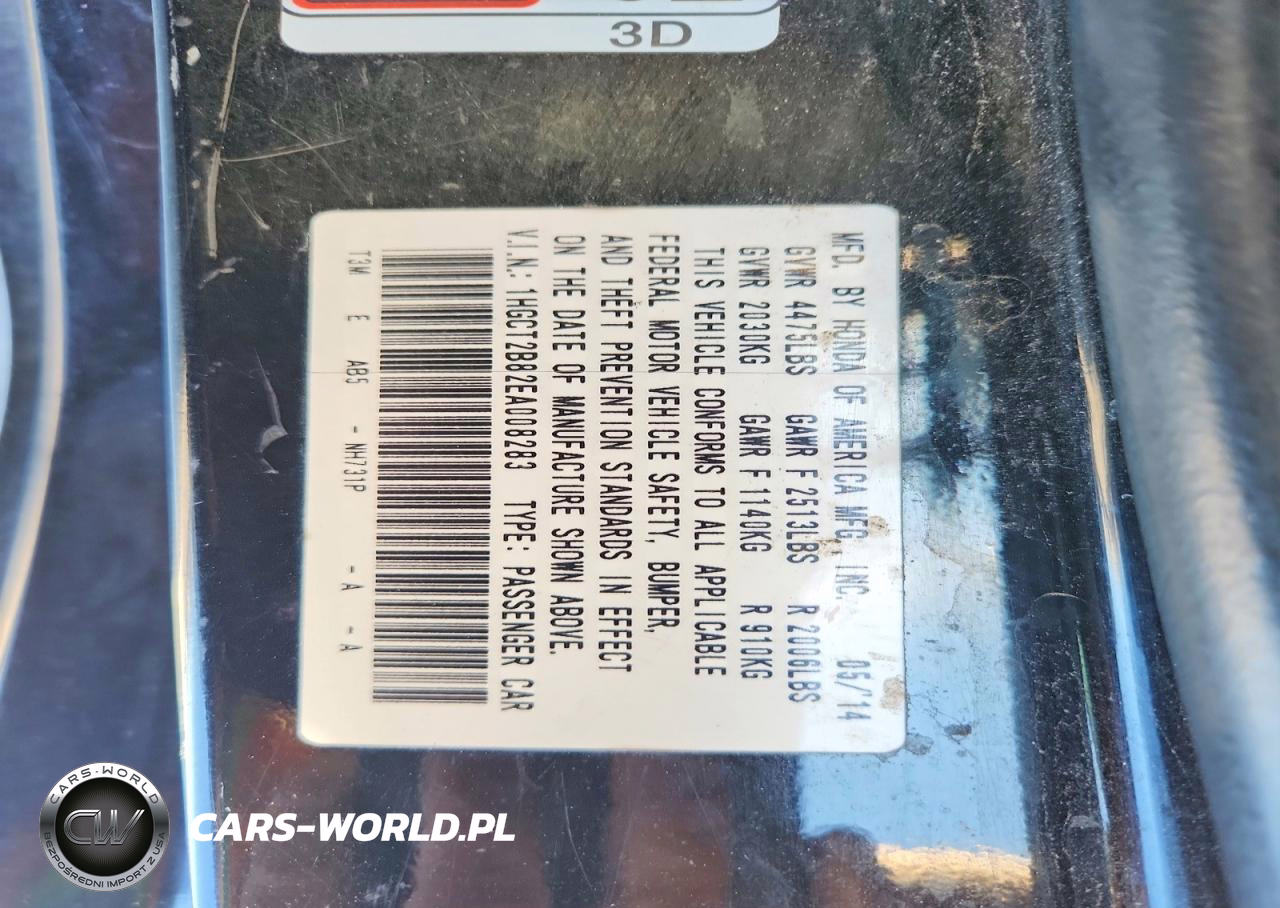 3D
MFD. BY HONDA OF AMERICA MFG. INC. 05/14
GVWR 4475LBS GAWR F 2513LBS R 2006LBS
GVWR 2030KG GAWR F 1140KG R 910KG
THIS VEHICLE CONFORMS TO ALL APPLICABLE
FEDERAL MOTOR VEHICLE SAFETY, BUMPER,
AND THEFT PREVENTION STANDARDS IN EFFECT
ON THE DATE OF MANUFACTURE SHOWN ABOVE.
V.I.N.: 1HGCT2B82EA008283 TYPE: PASSENGER CAR
T3W E AB5 - NH731P - A - A
CARS-WORLD
CW
BEZPOŚREDNI IMPORT Z USA
CARS-WORLD.PL